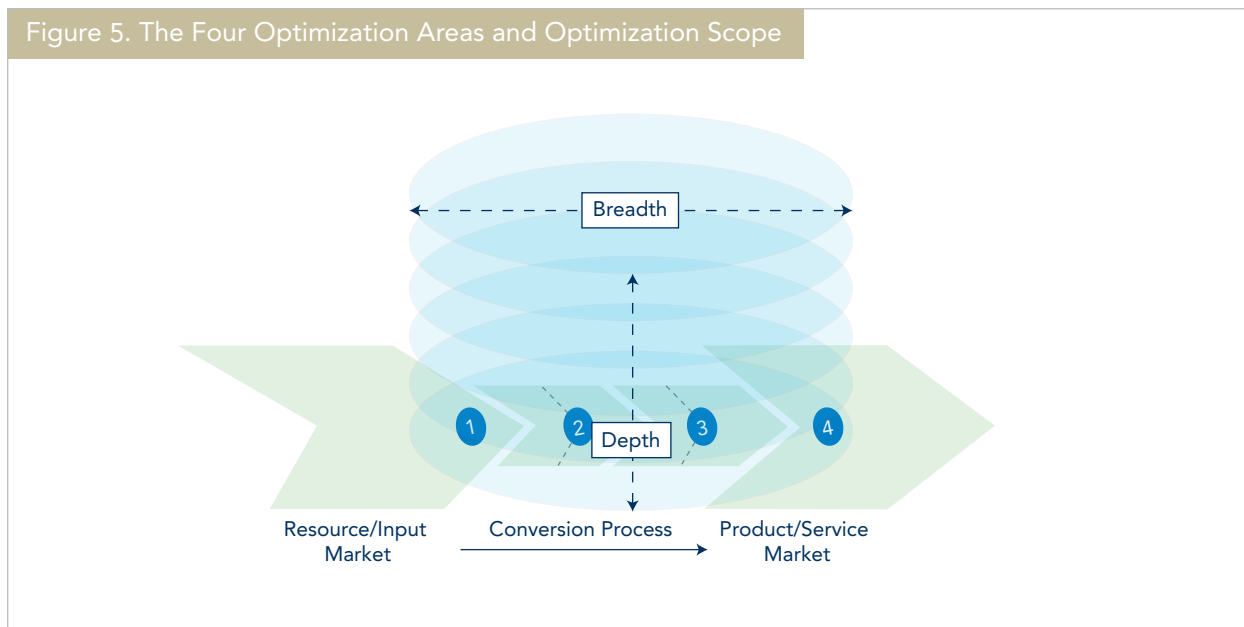 Figure 5. The Four Optimization Areas and Optimization Scope
Breadth
1
2
3
4
Depth
Resource/Input
Market
Conversion Process
Product/Service
Market